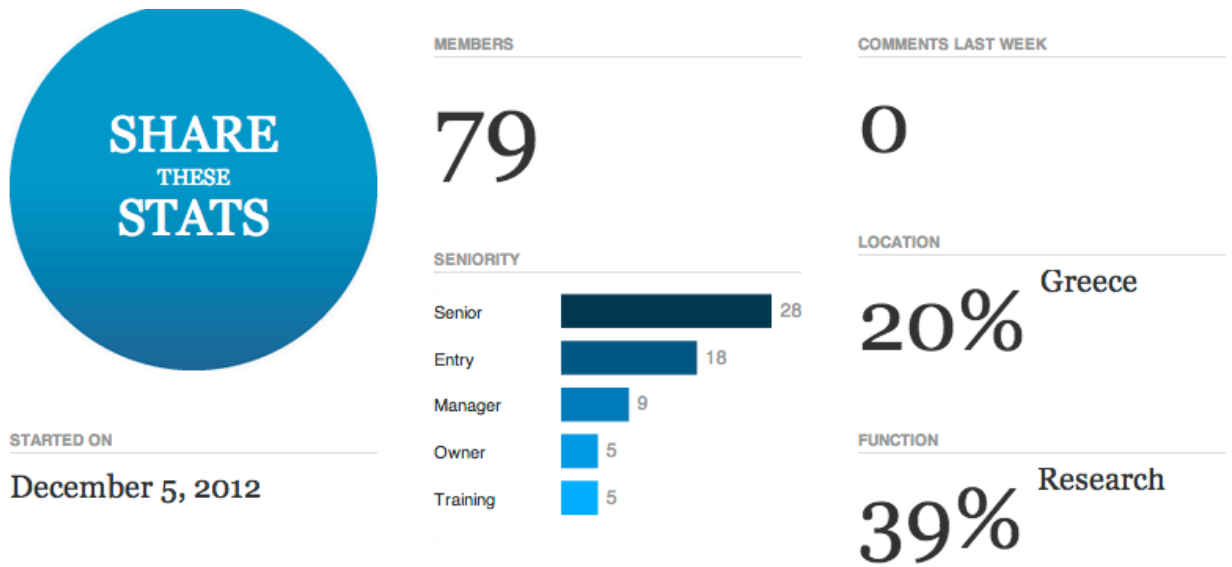 SHARE
THESE
STATS
STARTED ON
December 5, 2012
MEMBERS
79
SENIORITY
Senior 28
Entry 18
Manager 9
Owner 5
Training 5
COMMENTS LAST WEEK
0
LOCATION
20% Greece
FUNCTION
39% Research